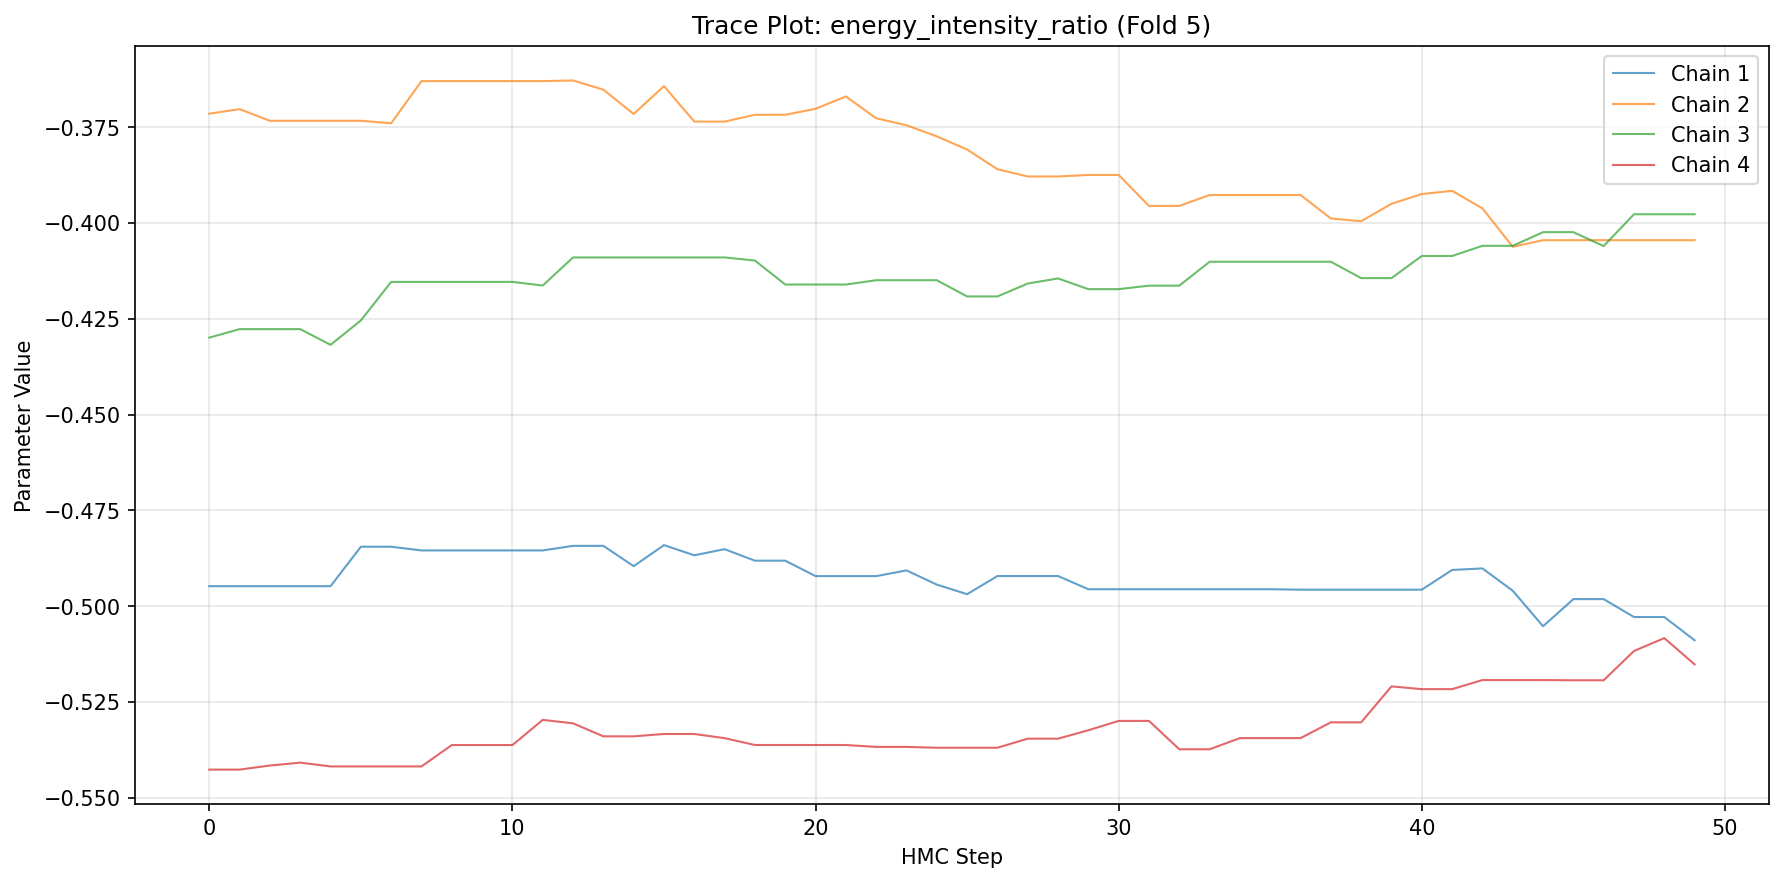 Trace Plot: energy_intensity_ratio (Fold 5)
Chain 1
Chain 2
Chain 3
Chain 4
Parameter Value
−0.375
−0.400
−0.425
−0.450
−0.475
−0.500
−0.525
−0.550
0 10 20 30 40 50
HMC Step